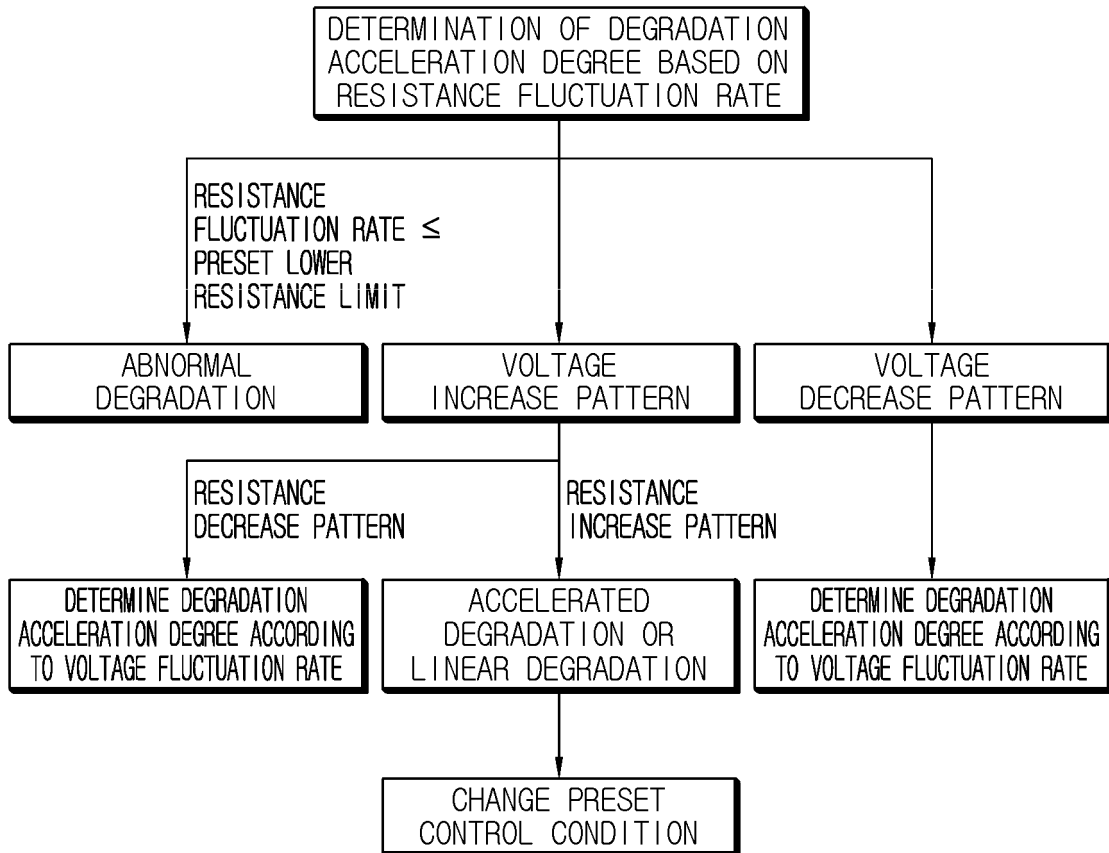 DETERMINATION OF DEGRADATION
ACCELERATION DEGREE BASED ON
RESISTANCE FLUCTUATION RATE
RESISTANCE
FLUCTUATION RATE ≤
PRESET LOWER
RESISTANCE LIMIT
ABNORMAL
DEGRADATION
VOLTAGE
INCREASE PATTERN
VOLTAGE
DECREASE PATTERN
RESISTANCE
DECREASE PATTERN
RESISTANCE
INCREASE PATTERN
DETERMINE DEGRADATION
ACCELERATION DEGREE ACCORDING
TO VOLTAGE FLUCTUATION RATE
ACCELERATED
DEGRADATION OR
LINEAR DEGRADATION
DETERMINE DEGRADATION
ACCELERATION DEGREE ACCORDING
TO VOLTAGE FLUCTUATION RATE
CHANGE PRESET
CONTROL CONDITION